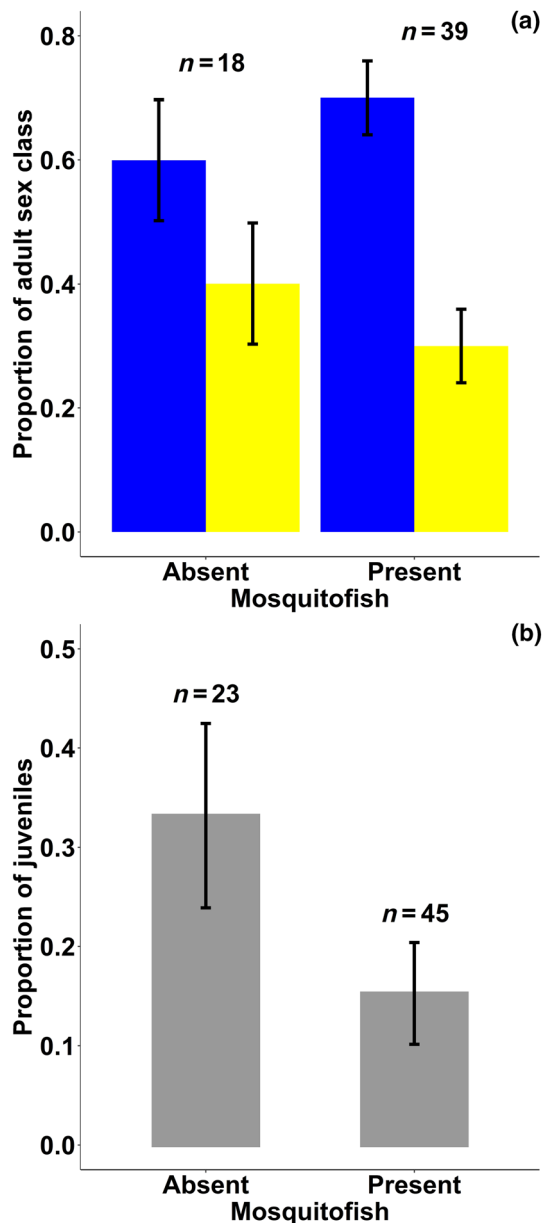 (a)
Proportion of adult sex class
0.8
0.6
0.4
0.2
0.0
n = 18
n = 39
Absent
Present
Mosquitofish
(b)
Proportion of juveniles
0.5
0.4
0.3
0.2
0.1
0.0
n = 23
n = 45
Absent
Present
Mosquitofish